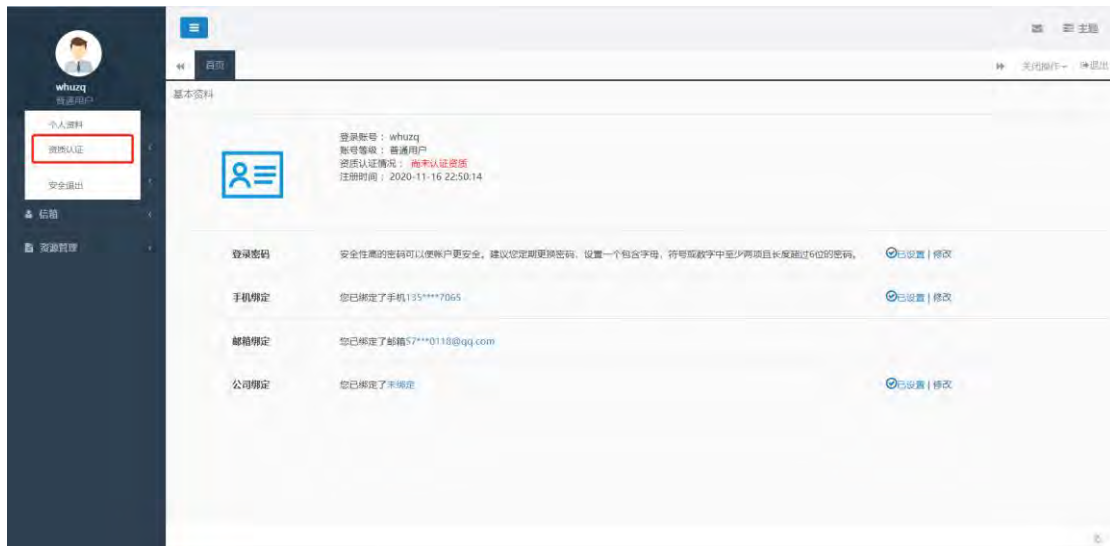 主题
首页
关闭操作
退出
whuzq
普通用户
个人资料
资质认证
安全退出
信箱
资源管理
基本资料
登录账号： whuzq
账号等级： 普通用户
资质认证情况： 尚未认证资质
注册时间： 2020-11-16 22:50:14
登录密码 安全性高的密码可以使帐户更安全。建议您定期更换密码，设置一个包含字母，符号或数字中至少两项且长度超过6位的密码。 已设置 | 修改
手机绑定 您已绑定了手机135****7065 已设置 | 修改
邮箱绑定 您已绑定了邮箱57***0118@qq.com
公司绑定 您已绑定了未绑定 已设置 | 修改